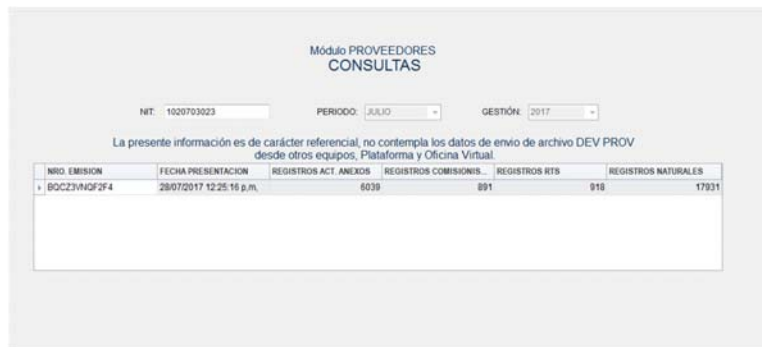 Módulo PROVEEDORES
CONSULTAS
NIT: 1020703023 PERIODO: JULIO GESTIÓN: 2017
La presente información es de carácter referencial, no contempla los datos de envio de archivo DEV PROV
desde otros equipos, Plataforma y Oficina Virtual.
NRO. EMISION FECHA PRESENTACION REGISTROS ACT. ANEXOS REGISTROS COMISIONIS... REGISTROS RTS REGISTROS NATURALES
BQCZ3VNQF2F4 28/07/2017 12:25:16 p.m. 6039 891 918 17931